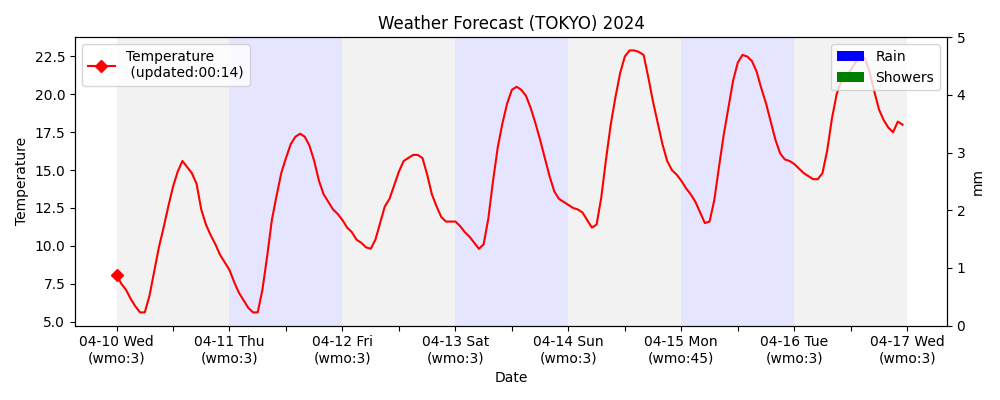 Weather Forecast (TOKYO) 2024
Temperature
(updated:00:14)
Rain
Showers
22.5
20.0
17.5
15.0
12.5
10.0
7.5
5.0
Temperature
5
4
3
2
1
0
mm
04-10 Wed
(wmo:3)
04-11 Thu
(wmo:3)
04-12 Fri
(wmo:3)
04-13 Sat
(wmo:3)
04-14 Sun
(wmo:3)
04-15 Mon
(wmo:45)
04-16 Tue
(wmo:3)
04-17 Wed
(wmo:3)
Date